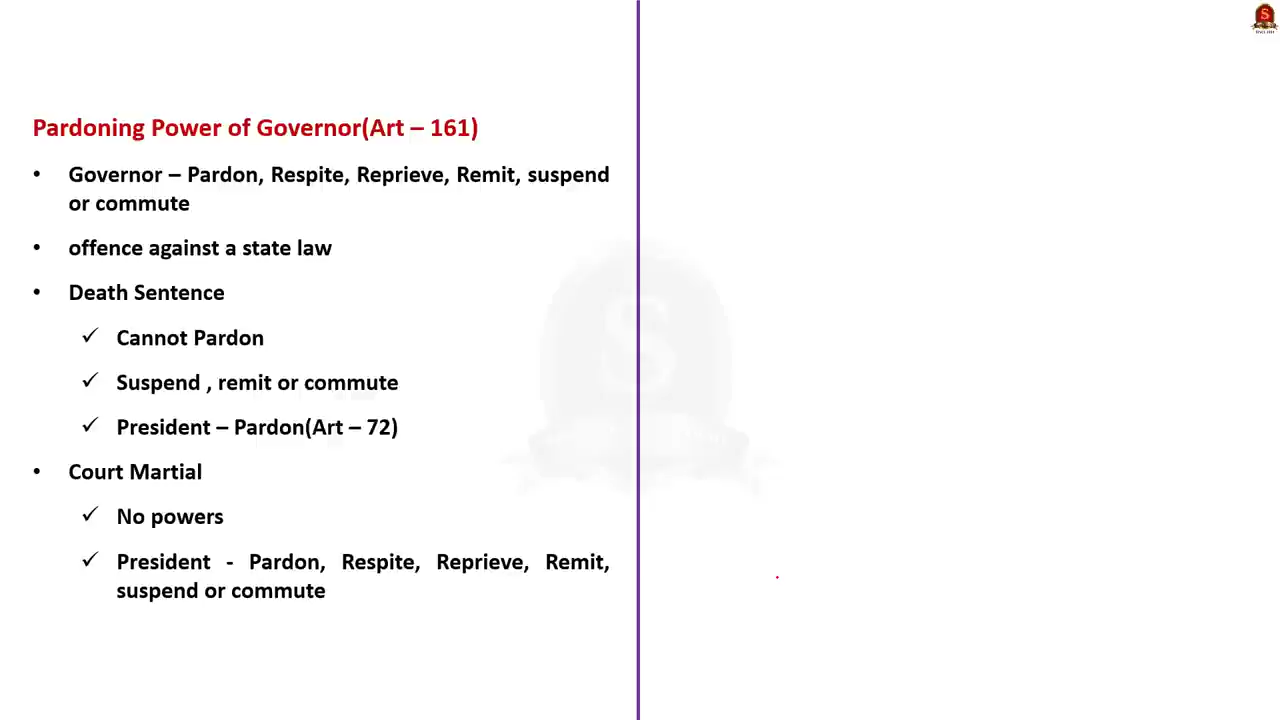 Pardoning Power of Governor(Art – 161)
• Governor – Pardon, Respite, Reprieve, Remit, suspend
or commute
• offence against a state law
• Death Sentence
✓ Cannot Pardon
✓ Suspend , remit or commute
✓ President – Pardon(Art – 72)
• Court Martial
✓ No powers
✓ President - Pardon, Respite, Reprieve, Remit,
suspend or commute
S
S